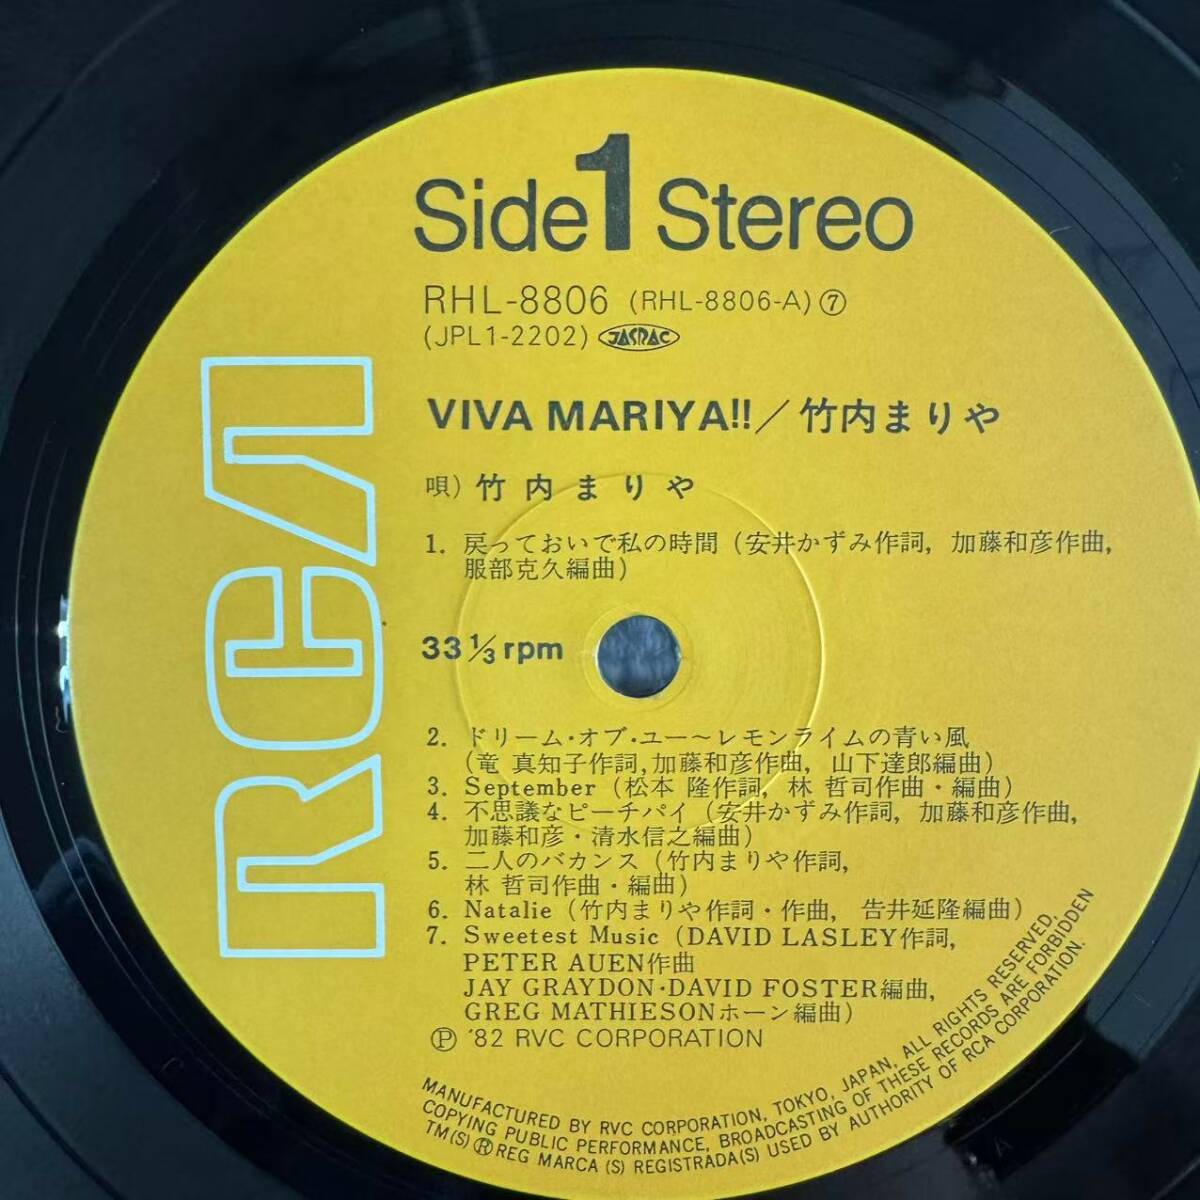 Side 1 Stereo
RHL-8806 (RHL-8806-A) ⑦
(JPL1-2202) JASRAC
VIVA MARIYA!!／竹内まりや
唄) 竹内まりや
1. 戻っておいで私の時間 (安井かずみ作詞, 加藤和彦作曲,
服部克久編曲)
33 1/3 rpm
2. ドリーム・オブ・ユー～レモンライムの青い風
(竜 真知子作詞, 加藤和彦作曲, 山下達郎編曲)
3. September (松本 隆作詞, 林 哲司作曲・編曲)
4. 不思議なピーチパイ (安井かずみ作詞, 加藤和彦作曲,
加藤和彦・清水信之編曲)
5. 二人のバカンス (竹内まりや作詞,
林 哲司作曲・編曲)
6. Natalie (竹内まりや作詞・作曲, 告井延隆編曲)
7. Sweetest Music (DAVID LASLEY作詞,
PETER AUEN作曲
JAY GRAYDON・DAVID FOSTER編曲,
GREG MATHIESONホーン編曲)
Ⓟ '82 RVC CORPORATION
MANUFACTURED BY RVC CORPORATION, TOKYO, JAPAN, ALL RIGHTS RESERVED,
COPYING PUBLIC PERFORMANCE, BROADCASTING OF THESE RECORDS ARE FORBIDDEN
TM(S) Ⓡ REG MARCA (S) REGISTRADA(S) USED BY AUTHORITY OF RCA CORPORATION.
RCA